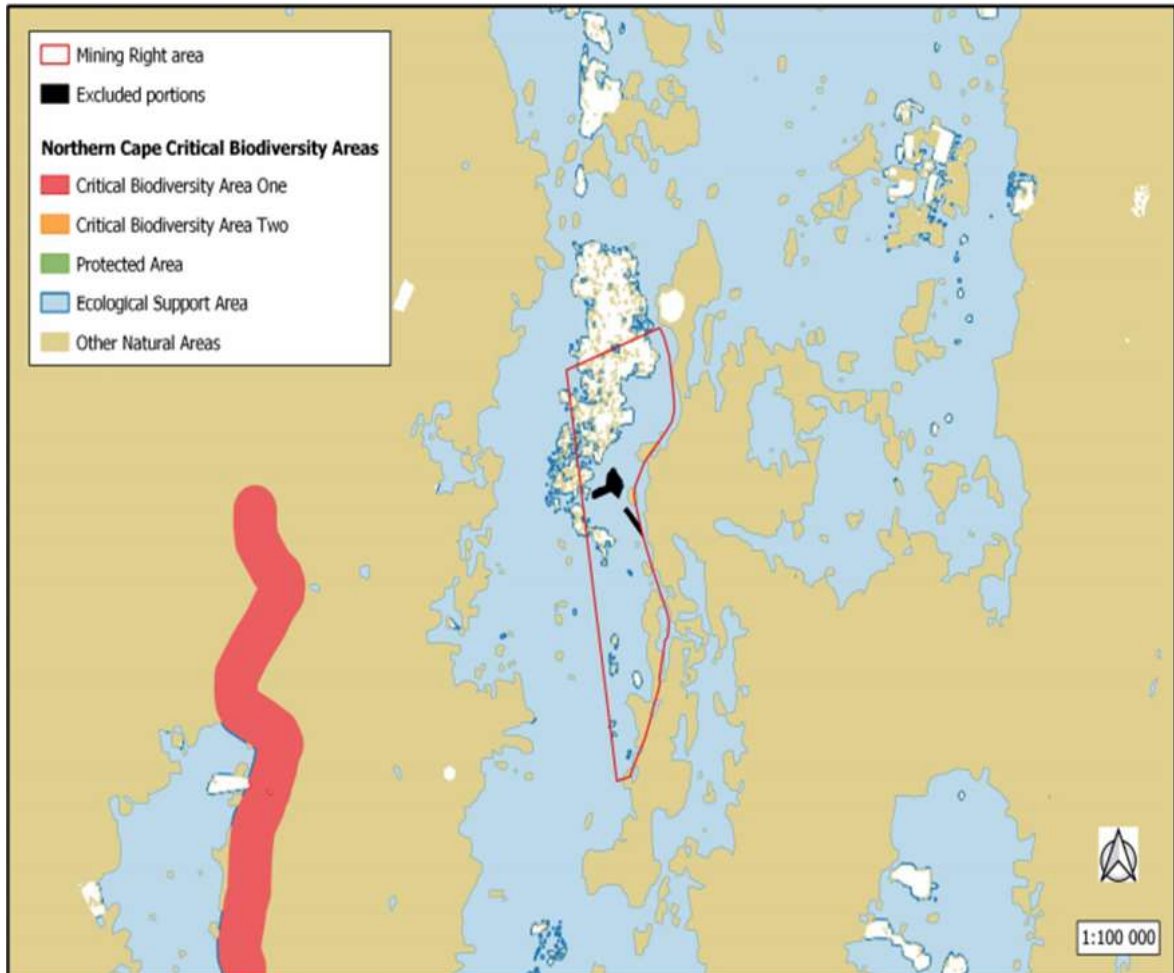 Mining Right area
Excluded portions
Northern Cape Critical Biodiversity Areas
Critical Biodiversity Area One
Critical Biodiversity Area Two
Protected Area
Ecological Support Area
Other Natural Areas
1:100 000